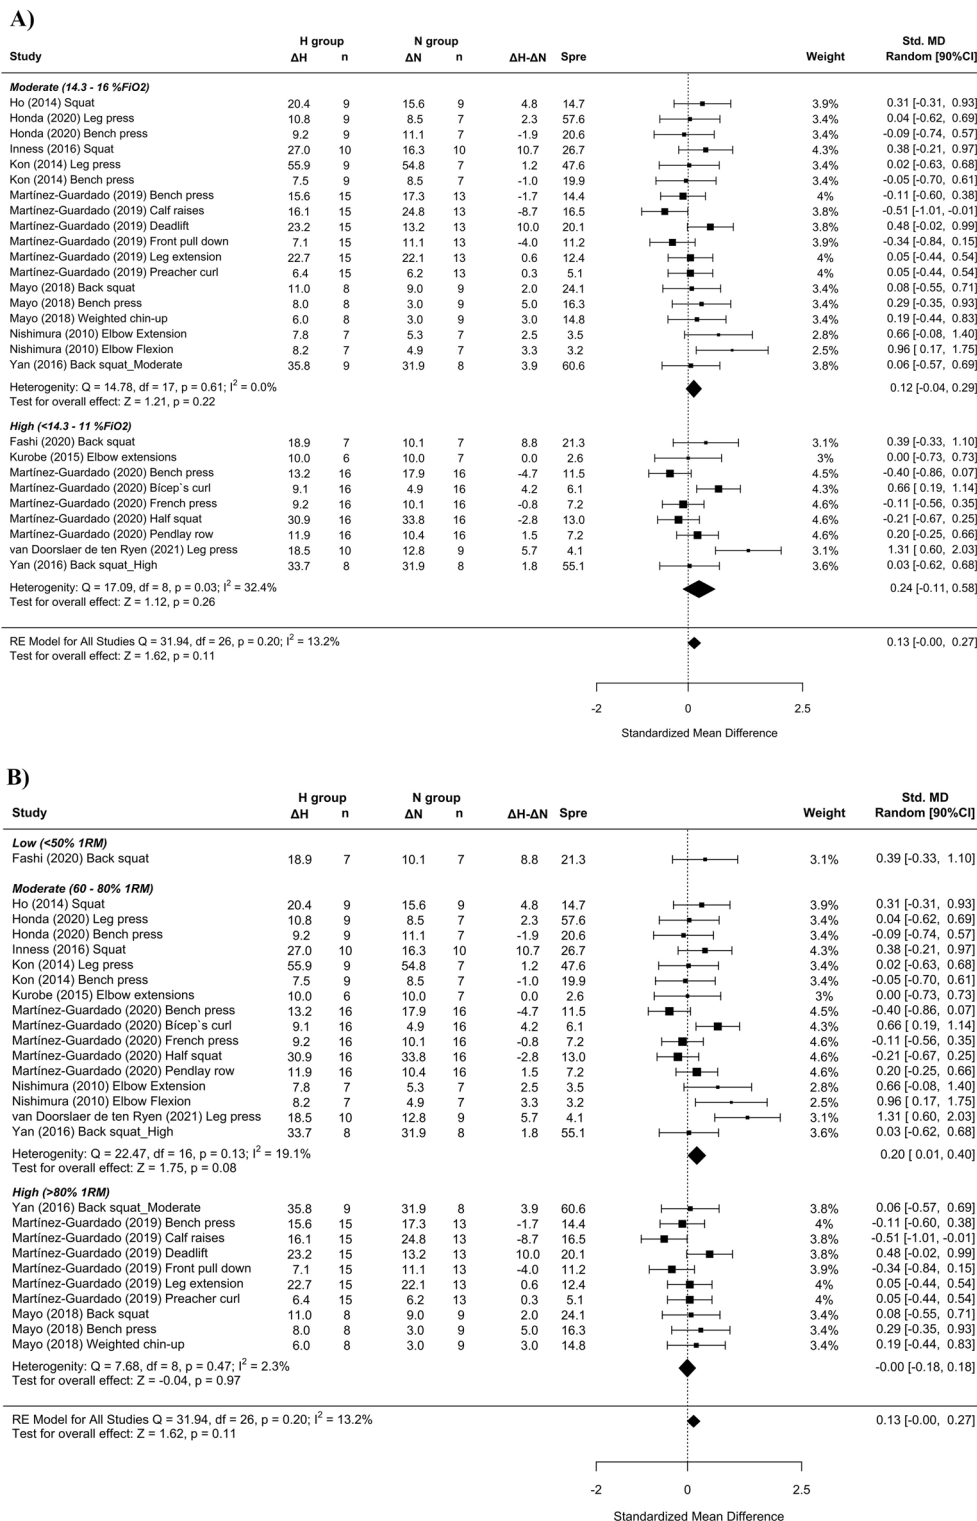 A)
H group N group Std. MD
Study ΔH n ΔN n ΔH-ΔN Spre Weight Random [90%CI]
Moderate (14.3 - 16 %FiO2)
Ho (2014) Squat 20.4 9 15.6 9 4.8 14.7 3.9% 0.31 [-0.31, 0.93]
Honda (2020) Leg press 10.8 9 8.5 7 2.3 57.6 3.4% 0.04 [-0.62, 0.69]
Honda (2020) Bench press 9.2 9 11.1 7 -1.9 20.6 3.4% -0.09 [-0.74, 0.57]
Inness (2016) Squat 27.0 10 16.3 10 10.7 26.7 4.3% 0.38 [-0.21, 0.97]
Kon (2014) Leg press 55.9 9 54.8 7 1.2 47.6 3.4% 0.02 [-0.63, 0.68]
Kon (2014) Bench press 7.5 9 8.5 7 -1.0 19.9 3.4% -0.05 [-0.70, 0.61]
Martínez-Guardado (2019) Bench press 15.6 15 17.3 13 -1.7 14.4 4% -0.11 [-0.60, 0.38]
Martínez-Guardado (2019) Calf raises 16.1 15 24.8 13 -8.7 16.5 3.8% -0.51 [-1.01, -0.01]
Martínez-Guardado (2019) Deadlift 23.2 15 13.2 13 10.0 20.1 3.8% 0.48 [-0.02, 0.99]
Martínez-Guardado (2019) Front pull down 7.1 15 11.1 13 -4.0 11.2 3.9% -0.34 [-0.84, 0.15]
Martínez-Guardado (2019) Leg extension 22.7 15 22.1 13 0.6 12.4 4% 0.05 [-0.44, 0.54]
Martínez-Guardado (2019) Preacher curl 6.4 15 6.2 13 0.3 5.1 4% 0.05 [-0.44, 0.54]
Mayo (2018) Back squat 11.0 8 9.0 9 2.0 24.1 3.4% 0.08 [-0.55, 0.71]
Mayo (2018) Bench press 8.0 8 3.0 9 5.0 16.3 3.4% 0.29 [-0.35, 0.93]
Mayo (2018) Weighted chin-up 6.0 8 3.0 9 3.0 14.8 3.4% 0.19 [-0.44, 0.83]
Nishimura (2010) Elbow Extension 7.8 7 5.3 7 2.5 3.5 2.8% 0.66 [-0.08, 1.40]
Nishimura (2010) Elbow Flexion 8.2 7 4.9 7 3.3 3.2 2.5% 0.96 [ 0.17, 1.75]
Yan (2016) Back squat_Moderate 35.8 9 31.9 8 3.9 60.6 3.8% 0.06 [-0.57, 0.69]
Heterogenity: Q = 14.78, df = 17, p = 0.61; I² = 0.0% 0.12 [-0.04, 0.29]
Test for overall effect: Z = 1.21, p = 0.22
High (<14.3 - 11 %FiO2)
Fashi (2020) Back squat 18.9 7 10.1 7 8.8 21.3 3.1% 0.39 [-0.33, 1.10]
Kurobe (2015) Elbow extensions 10.0 6 10.0 7 0.0 2.6 3% 0.00 [-0.73, 0.73]
Martínez-Guardado (2020) Bench press 13.2 16 17.9 16 -4.7 11.5 4.5% -0.40 [-0.86, 0.07]
Martínez-Guardado (2020) Bícep`s curl 9.1 16 4.9 16 4.2 6.1 4.3% 0.66 [ 0.19, 1.14]
Martínez-Guardado (2020) French press 9.2 16 10.1 16 -0.8 7.2 4.6% -0.11 [-0.56, 0.35]
Martínez-Guardado (2020) Half squat 30.9 16 33.8 16 -2.8 13.0 4.6% -0.21 [-0.67, 0.25]
Martínez-Guardado (2020) Pendlay row 11.9 16 10.4 16 1.5 7.2 4.6% 0.20 [-0.25, 0.66]
van Doorslaer de ten Ryen (2021) Leg press 18.5 10 12.8 9 5.7 4.1 3.1% 1.31 [ 0.60, 2.03]
Yan (2016) Back squat_High 33.7 8 31.9 8 1.8 55.1 3.6% 0.03 [-0.62, 0.68]
Heterogenity: Q = 17.09, df = 8, p = 0.03; I² = 32.4% 0.24 [-0.11, 0.58]
Test for overall effect: Z = 1.12, p = 0.26
RE Model for All Studies Q = 31.94, df = 26, p = 0.20; I² = 13.2% 0.13 [-0.00, 0.27]
Test for overall effect: Z = 1.62, p = 0.11
-2 0 2.5
Standardized Mean Difference
B)
H group N group Std. MD
Study ΔH n ΔN n ΔH-ΔN Spre Weight Random [90%CI]
Low (<50% 1RM)
Fashi (2020) Back squat 18.9 7 10.1 7 8.8 21.3 3.1% 0.39 [-0.33, 1.10]
Moderate (60 - 80% 1RM)
Ho (2014) Squat 20.4 9 15.6 9 4.8 14.7 3.9% 0.31 [-0.31, 0.93]
Honda (2020) Leg press 10.8 9 8.5 7 2.3 57.6 3.4% 0.04 [-0.62, 0.69]
Honda (2020) Bench press 9.2 9 11.1 7 -1.9 20.6 3.4% -0.09 [-0.74, 0.57]
Inness (2016) Squat 27.0 10 16.3 10 10.7 26.7 4.3% 0.38 [-0.21, 0.97]
Kon (2014) Leg press 55.9 9 54.8 7 1.2 47.6 3.4% 0.02 [-0.63, 0.68]
Kon (2014) Bench press 7.5 9 8.5 7 -1.0 19.9 3.4% -0.05 [-0.70, 0.61]
Kurobe (2015) Elbow extensions 10.0 6 10.0 7 0.0 2.6 3% 0.00 [-0.73, 0.73]
Martínez-Guardado (2020) Bench press 13.2 16 17.9 16 -4.7 11.5 4.5% -0.40 [-0.86, 0.07]
Martínez-Guardado (2020) Bícep`s curl 9.1 16 4.9 16 4.2 6.1 4.3% 0.66 [ 0.19, 1.14]
Martínez-Guardado (2020) French press 9.2 16 10.1 16 -0.8 7.2 4.6% -0.11 [-0.56, 0.35]
Martínez-Guardado (2020) Half squat 30.9 16 33.8 16 -2.8 13.0 4.6% -0.21 [-0.67, 0.25]
Martínez-Guardado (2020) Pendlay row 11.9 16 10.4 16 1.5 7.2 4.6% 0.20 [-0.25, 0.66]
Nishimura (2010) Elbow Extension 7.8 7 5.3 7 2.5 3.5 2.8% 0.66 [-0.08, 1.40]
Nishimura (2010) Elbow Flexion 8.2 7 4.9 7 3.3 3.2 2.5% 0.96 [ 0.17, 1.75]
van Doorslaer de ten Ryen (2021) Leg press 18.5 10 12.8 9 5.7 4.1 3.1% 1.31 [ 0.60, 2.03]
Yan (2016) Back squat_High 33.7 8 31.9 8 1.8 55.1 3.6% 0.03 [-0.62, 0.68]
Heterogenity: Q = 22.47, df = 16, p = 0.13; I² = 19.1% 0.20 [ 0.01, 0.40]
Test for overall effect: Z = 1.75, p = 0.08
High (>80% 1RM)
Yan (2016) Back squat_Moderate 35.8 9 31.9 8 3.9 60.6 3.8% 0.06 [-0.57, 0.69]
Martínez-Guardado (2019) Bench press 15.6 15 17.3 13 -1.7 14.4 4% -0.11 [-0.60, 0.38]
Martínez-Guardado (2019) Calf raises 16.1 15 24.8 13 -8.7 16.5 3.8% -0.51 [-1.01, -0.01]
Martínez-Guardado (2019) Deadlift 23.2 15 13.2 13 10.0 20.1 3.8% 0.48 [-0.02, 0.99]
Martínez-Guardado (2019) Front pull down 7.1 15 11.1 13 -4.0 11.2 3.9% -0.34 [-0.84, 0.15]
Martínez-Guardado (2019) Leg extension 22.7 15 22.1 13 0.6 12.4 4% 0.05 [-0.44, 0.54]
Martínez-Guardado (2019) Preacher curl 6.4 15 6.2 13 0.3 5.1 4% 0.05 [-0.44, 0.54]
Mayo (2018) Back squat 11.0 8 9.0 9 2.0 24.1 3.4% 0.08 [-0.55, 0.71]
Mayo (2018) Bench press 8.0 8 3.0 9 5.0 16.3 3.4% 0.29 [-0.35, 0.93]
Mayo (2018) Weighted chin-up 6.0 8 3.0 9 3.0 14.8 3.4% 0.19 [-0.44, 0.83]
Heterogenity: Q = 7.68, df = 8, p = 0.47; I² = 2.3% -0.00 [-0.18, 0.18]
Test for overall effect: Z = -0.04, p = 0.97
RE Model for All Studies Q = 31.94, df = 26, p = 0.20; I² = 13.2% 0.13 [-0.00, 0.27]
Test for overall effect: Z = 1.62, p = 0.11
-2 0 2.5
Standardized Mean Difference